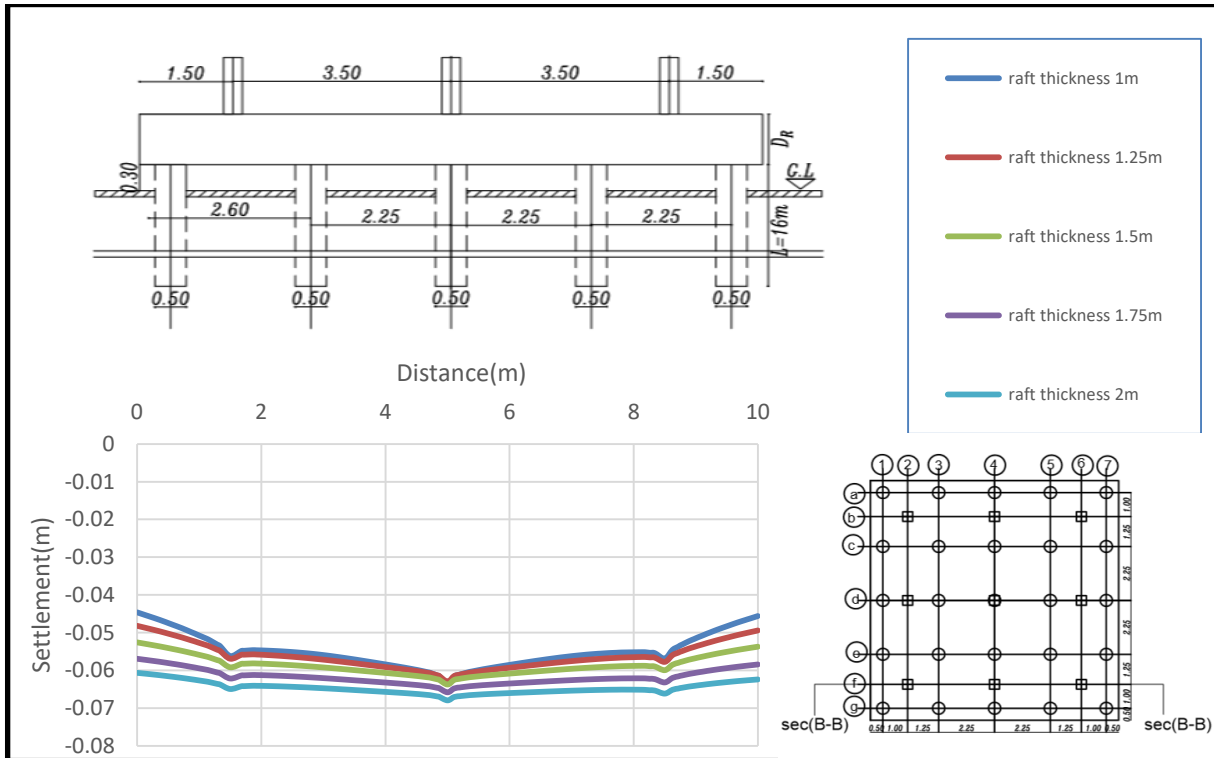 1.50 3.50 3.50 1.50
D_R
0.30
G.L
2.60 2.25 2.25 2.25
L=16m
0.50 0.50 0.50 0.50 0.50
raft thickness 1m
raft thickness 1.25m
raft thickness 1.5m
raft thickness 1.75m
raft thickness 2m
Distance(m)
0 2 4 6 8 10
Settlement(m)
0
-0.01
-0.02
-0.03
-0.04
-0.05
-0.06
-0.07
-0.08
1 2 3 4 5 6 7
a
b
c
d
e
f
g
1.00
1.25
2.25
2.25
1.25
1.00
0.50
sec(B-B) sec(B-B)
0.50 1.00 1.25 2.25 2.25 1.25 1.00 0.50